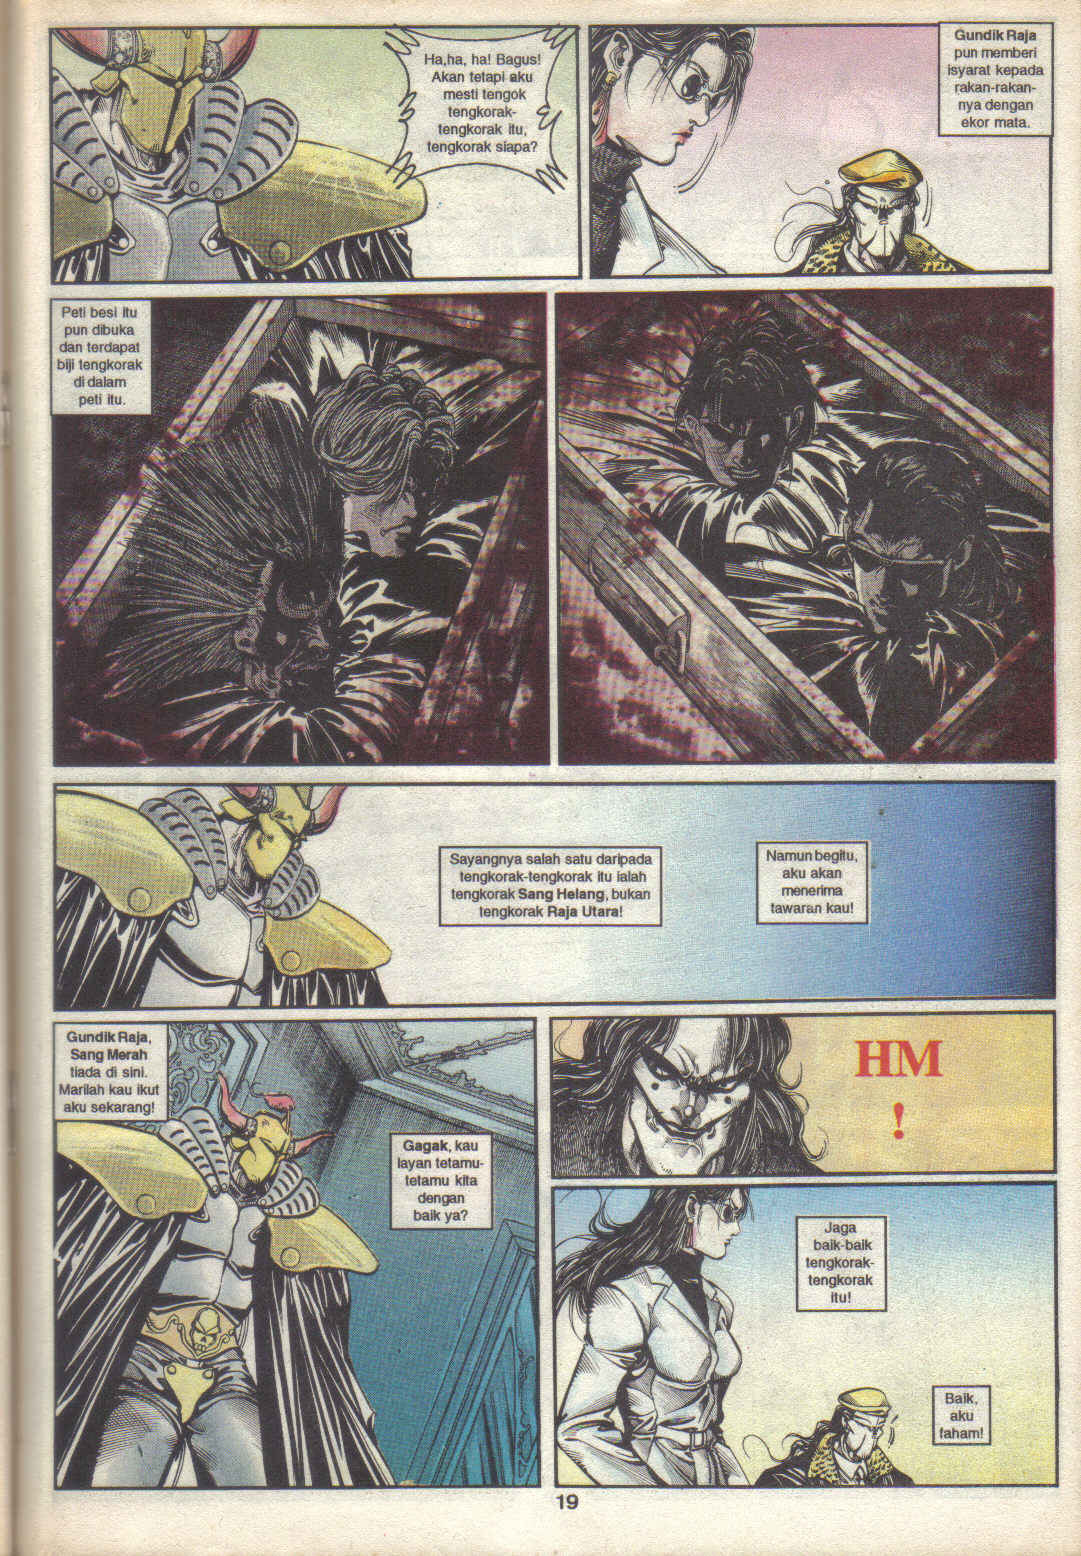 Ha,ha, ha! Bagus!
Akan tetapi aku
mesti tengok
tengkorak-
tengkorak itu,
tengkorak siapa?
Gundik Raja
pun memberi
isyarat kepada
rakan-rakan-
nya dengan
ekor mata.
Peti besi itu
pun dibuka
dan terdapat
biji tengkorak
di dalam
peti itu.
Sayangnya salah satu daripada
tengkorak-tengkorak itu ialah
tengkorak Sang Helang, bukan
tengkorak Raja Utara!
Namun begitu,
aku akan
menerima
tawaran kau!
Gundik Raja,
Sang Merah
tiada di sini.
Marilah kau ikut
aku sekarang!
Gagak, kau
layan tetamu-
tetamu kita
dengan
baik ya?
HM
!
Jaga
baik-baik
tengkorak-
tengkorak
itu!
Baik,
aku
faham!
19